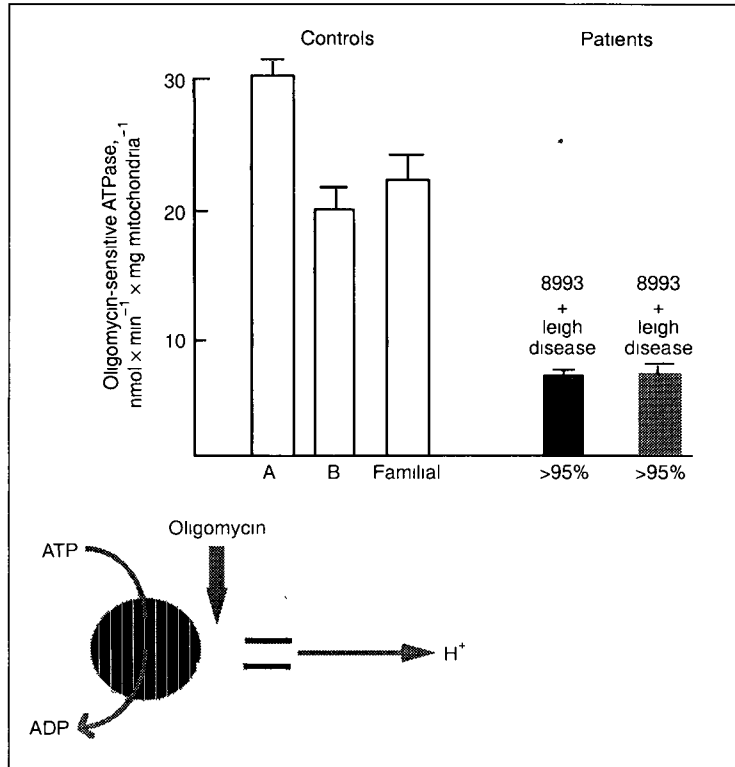 Controls
Patients
Oligomycin-sensitive ATPase,
nmol × min⁻¹ × mg mitochondria⁻¹
30
20
10
8993
+
leigh
disease
8993
+
leigh
disease
A
B
Familial
>95%
>95%
Oligomycin
ATP
H⁺
ADP